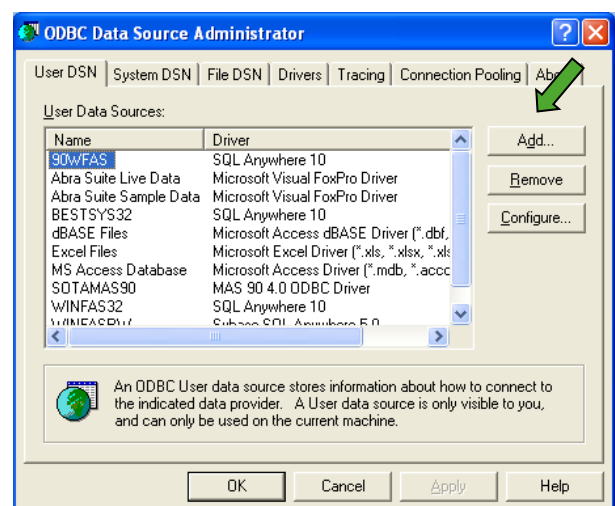 ODBC Data Source Administrator
User DSN System DSN File DSN Drivers Tracing Connection Pooling
User Data Sources:
Name Driver
90WFAS SQL Anywhere 10
Abra Suite Live Data Microsoft Visual FoxPro Driver
Abra Suite Sample Data Microsoft Visual FoxPro Driver
BESTSYS32 SQL Anywhere 10
dBASE Files Microsoft Access dBASE Driver (*.dbf,
Excel Files Microsoft Excel Driver (*.xls, *.xlsx, *.xls
MS Access Database Microsoft Access Driver (*.mdb, *.accc
SOTAMAS90 MAS 90 4.0 ODBC Driver
WINFAS32 SQL Anywhere 10
Sybase SQL Anywhere 5.0
Add...
Remove
Configure...
An ODBC User data source stores information about how to connect to
the indicated data provider. A User data source is only visible to you,
and can only be used on the current machine.
OK Cancel Apply Help